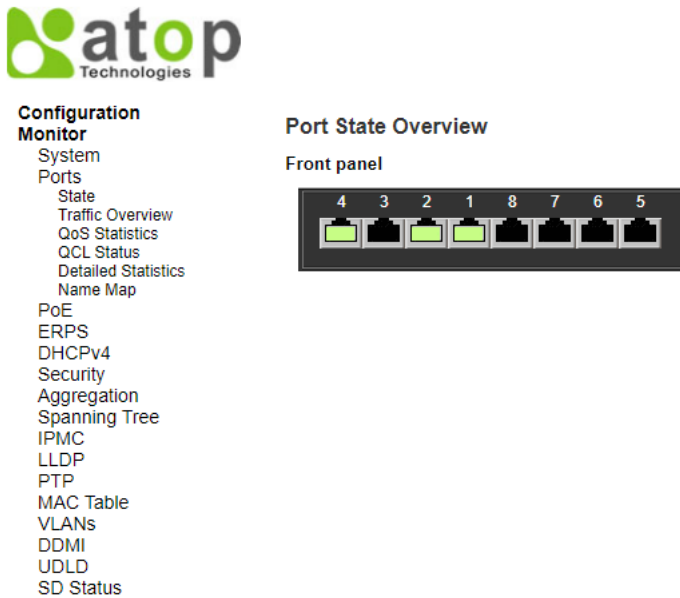 atop
Technologies
Configuration
Monitor
System
Ports
State
Traffic Overview
QoS Statistics
QCL Status
Detailed Statistics
Name Map
PoE
ERPS
DHCPv4
Security
Aggregation
Spanning Tree
IPMC
LLDP
PTP
MAC Table
VLANs
DDMI
UDLD
SD Status
Port State Overview
Front panel
4 3 2 1 8 7 6 5